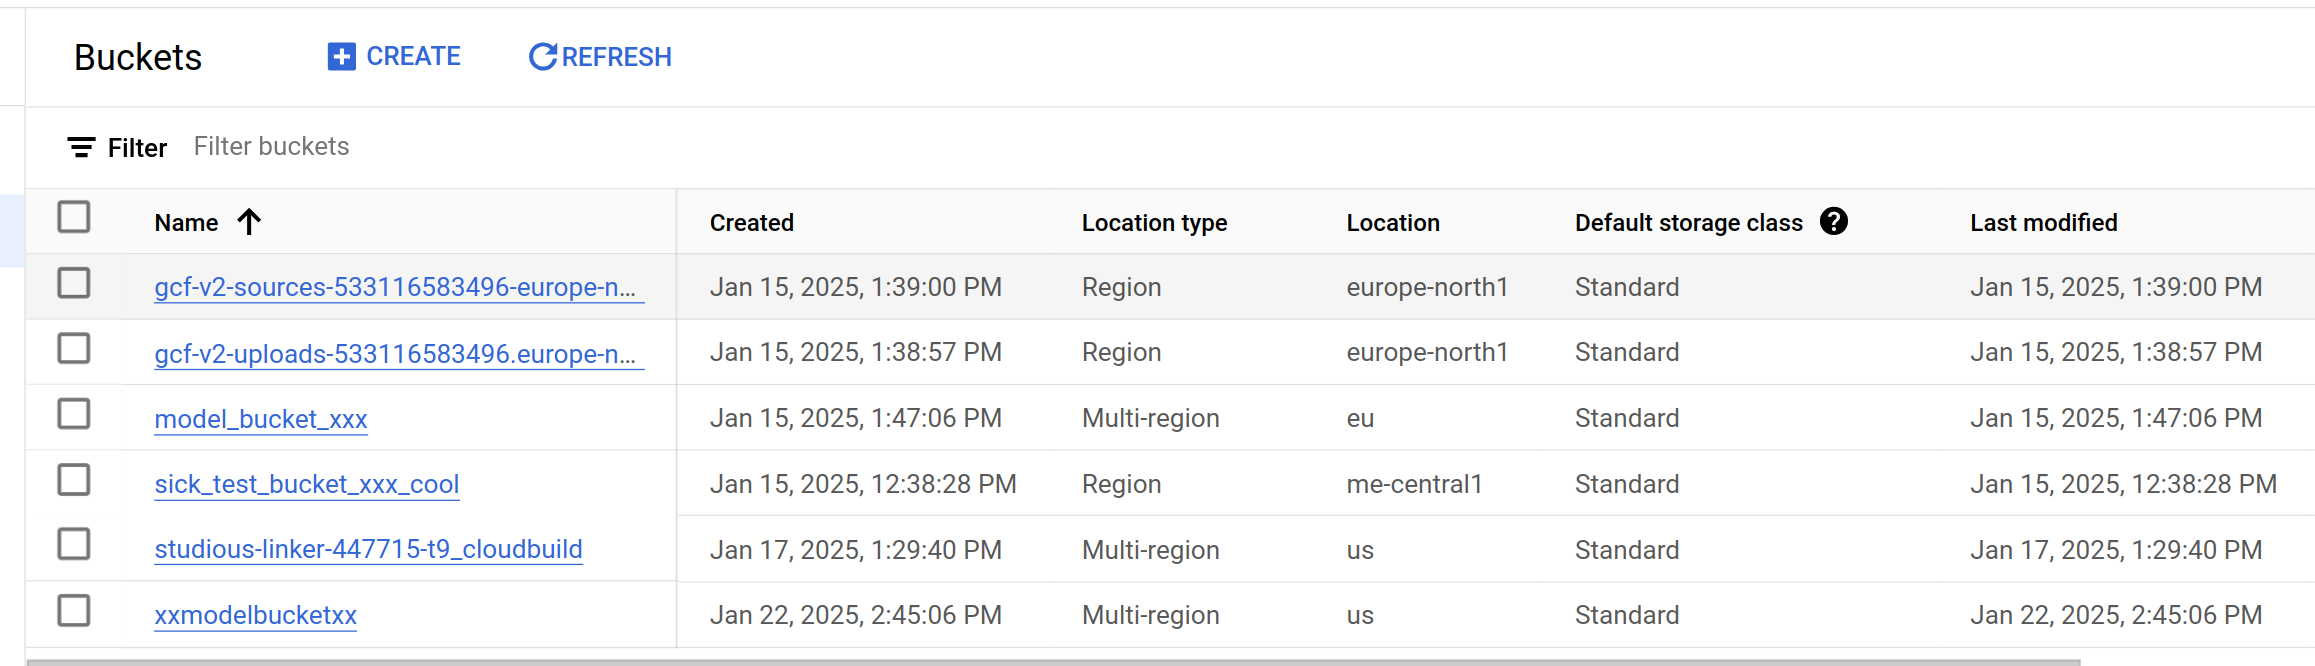 Buckets CREATE REFRESH
Filter Filter buckets
Name Created Location type Location Default storage class Last modified
gcf-v2-sources-533116583496-europe-n... Jan 15, 2025, 1:39:00 PM Region europe-north1 Standard Jan 15, 2025, 1:39:00 PM
gcf-v2-uploads-533116583496.europe-n... Jan 15, 2025, 1:38:57 PM Region europe-north1 Standard Jan 15, 2025, 1:38:57 PM
model_bucket_xxx Jan 15, 2025, 1:47:06 PM Multi-region eu Standard Jan 15, 2025, 1:47:06 PM
sick_test_bucket_xxx_cool Jan 15, 2025, 12:38:28 PM Region me-central1 Standard Jan 15, 2025, 12:38:28 PM
studious-linker-447715-t9_cloudbuild Jan 17, 2025, 1:29:40 PM Multi-region us Standard Jan 17, 2025, 1:29:40 PM
xxmodelbucketxx Jan 22, 2025, 2:45:06 PM Multi-region us Standard Jan 22, 2025, 2:45:06 PM